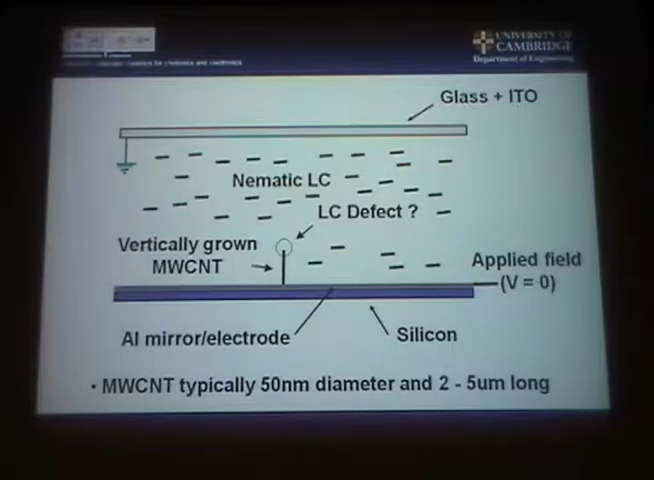 UNIVERSITY OF
CAMBRIDGE
Department of Engineering
Glass + ITO
Nematic LC
LC Defect ?
Vertically grown
MWCNT
Applied field
(V = 0)
Al mirror/electrode
Silicon
• MWCNT typically 50nm diameter and 2 - 5um long